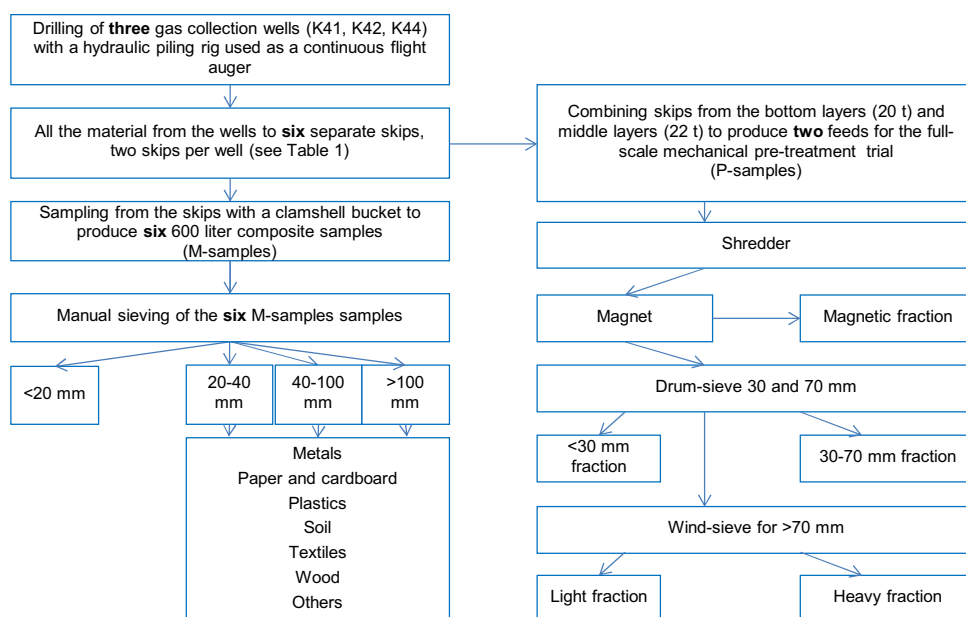 Drilling of three gas collection wells (K41, K42, K44)
with a hydraulic piling rig used as a continuous flight
auger
All the material from the wells to six separate skips,
two skips per well (see Table 1)
Sampling from the skips with a clamshell bucket to
produce six 600 liter composite samples
(M-samples)
Manual sieving of the six M-samples samples
<20 mm
20-40
mm
40-100
mm
>100
mm
Metals
Paper and cardboard
Plastics
Soil
Textiles
Wood
Others
Combining skips from the bottom layers (20 t) and
middle layers (22 t) to produce two feeds for the full-
scale mechanical pre-treatment trial
(P-samples)
Shredder
Magnet
Magnetic fraction
Drum-sieve 30 and 70 mm
<30 mm
fraction
30-70 mm fraction
Wind-sieve for >70 mm
Light fraction
Heavy fraction